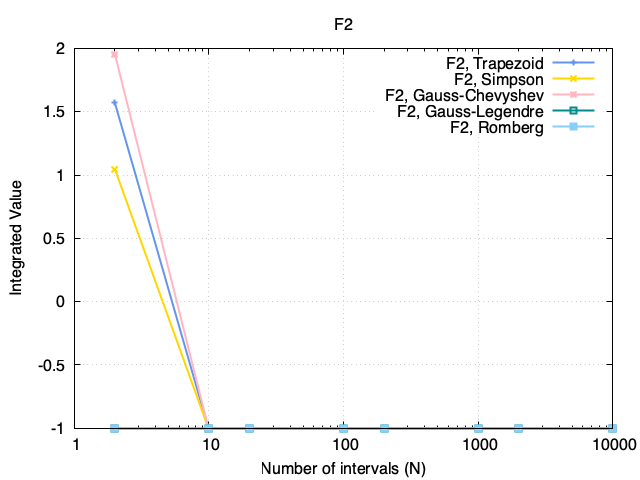 F2
2
1.5
1
0.5
0
-0.5
-1
Integrated Value
F2, Trapezoid
F2, Simpson
F2, Gauss-Chevyshev
F2, Gauss-Legendre
F2, Romberg
1 10 100 1000 10000
Number of intervals (N)